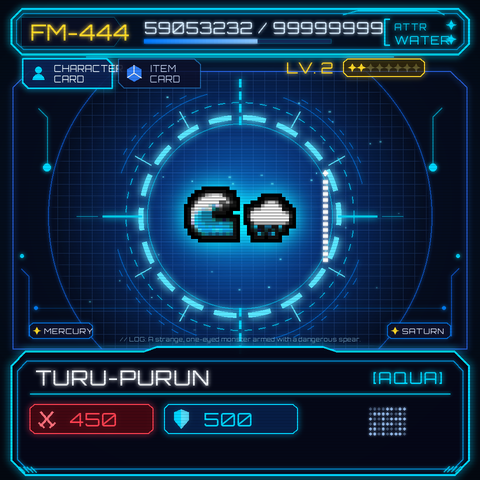 FM-444
59053232 / 99999999
ATTR
WATER
CHARACTER
CARD
ITEM
CARD
LV. 2
MERCURY
SATURN
// LOG: A strange, one-eyed monster armed with a dangerous spear
TURU-PURUN
[AQUA]
450
500